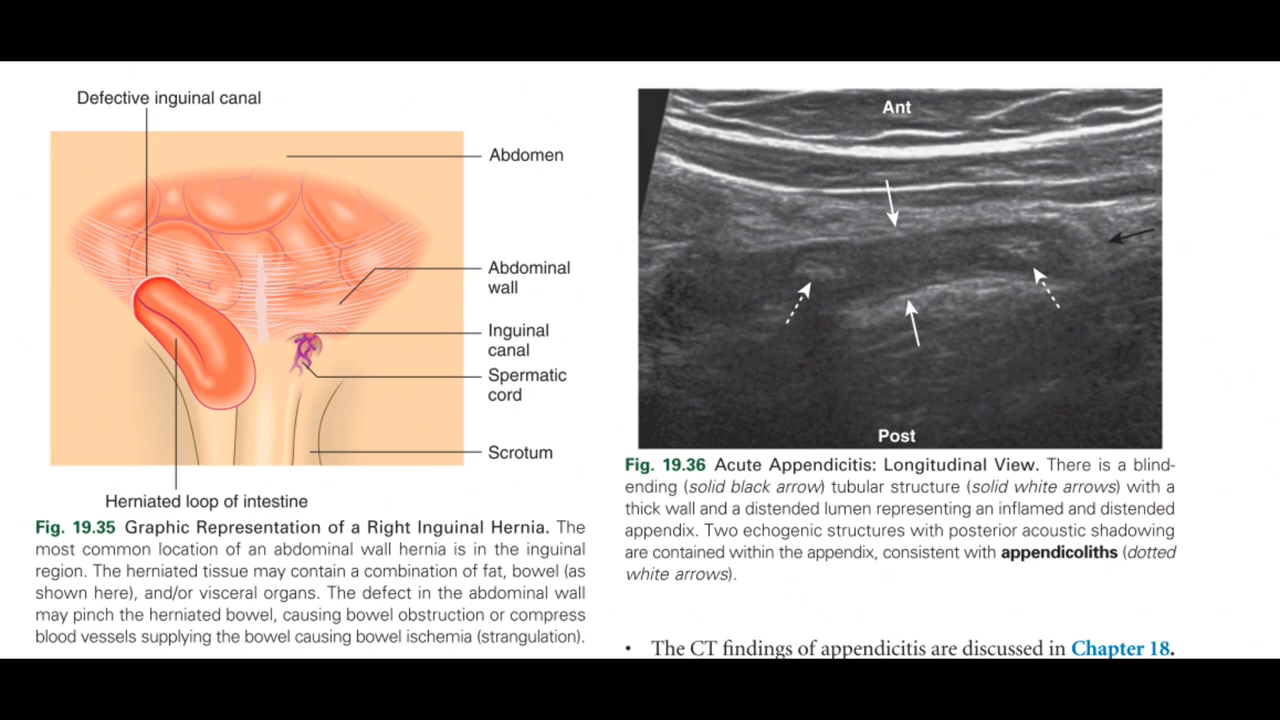 Defective inguinal canal
Abdomen
Abdominal
wall
Inguinal
canal
Spermatic
cord
Scrotum
Herniated loop of intestine
Fig. 19.35 Graphic Representation of a Right Inguinal Hernia. The
most common location of an abdominal wall hernia is in the inguinal
region. The herniated tissue may contain a combination of fat, bowel (as
shown here), and/or visceral organs. The defect in the abdominal wall
may pinch the herniated bowel, causing bowel obstruction or compress
blood vessels supplying the bowel causing bowel ischemia (strangulation).
Ant
Post
Fig. 19.36 Acute Appendicitis: Longitudinal View. There is a blind-
ending (solid black arrow) tubular structure (solid white arrows) with a
thick wall and a distended lumen representing an inflamed and distended
appendix. Two echogenic structures with posterior acoustic shadowing
are contained within the appendix, consistent with appendicoliths (dotted
white arrows).
• The CT findings of appendicitis are discussed in Chapter 18.